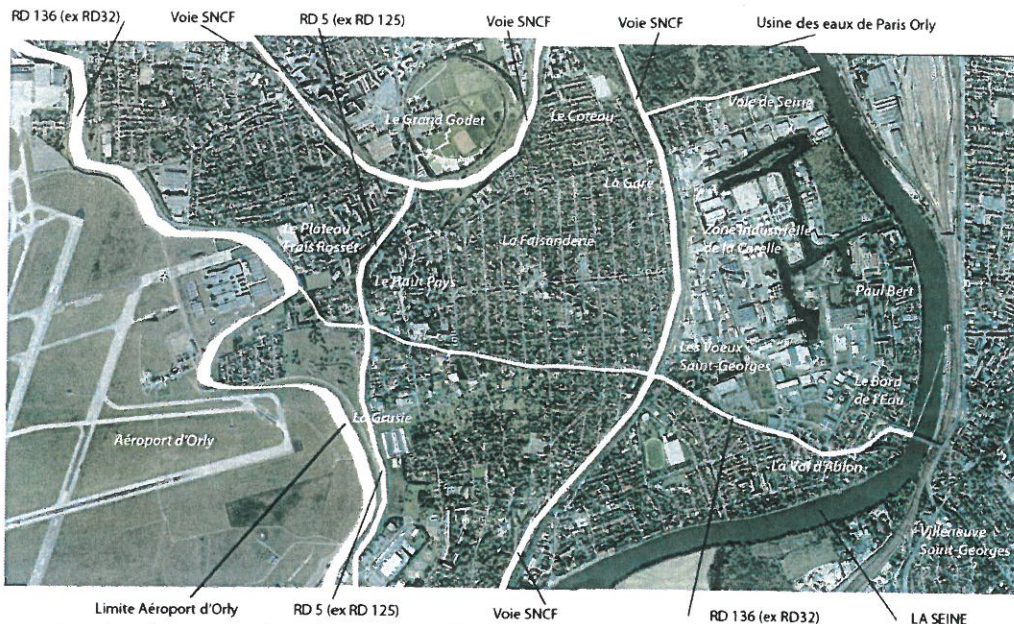 RD 136 (ex RD32)
Voie SNCF
RD 5 (ex RD 125)
Voie SNCF
Voie SNCF
Usine des eaux de Paris Orly
Le Grand Godet
Le Coteau
Voie de Seine
La Gare
Le Plateau
Frais Rosset
La Faisanderie
Zone Industrielle
de la Carelle
Le Haut Pays
Paul Bert
Les Voeux
Saint-Georges
Le Bord
de l'Eau
La Grusie
Aéroport d'Orly
La Val d'Ablon
Villeneuve
Saint-Georges
Limite Aéroport d'Orly
RD 5 (ex RD 125)
Voie SNCF
RD 136 (ex RD32)
LA SEINE